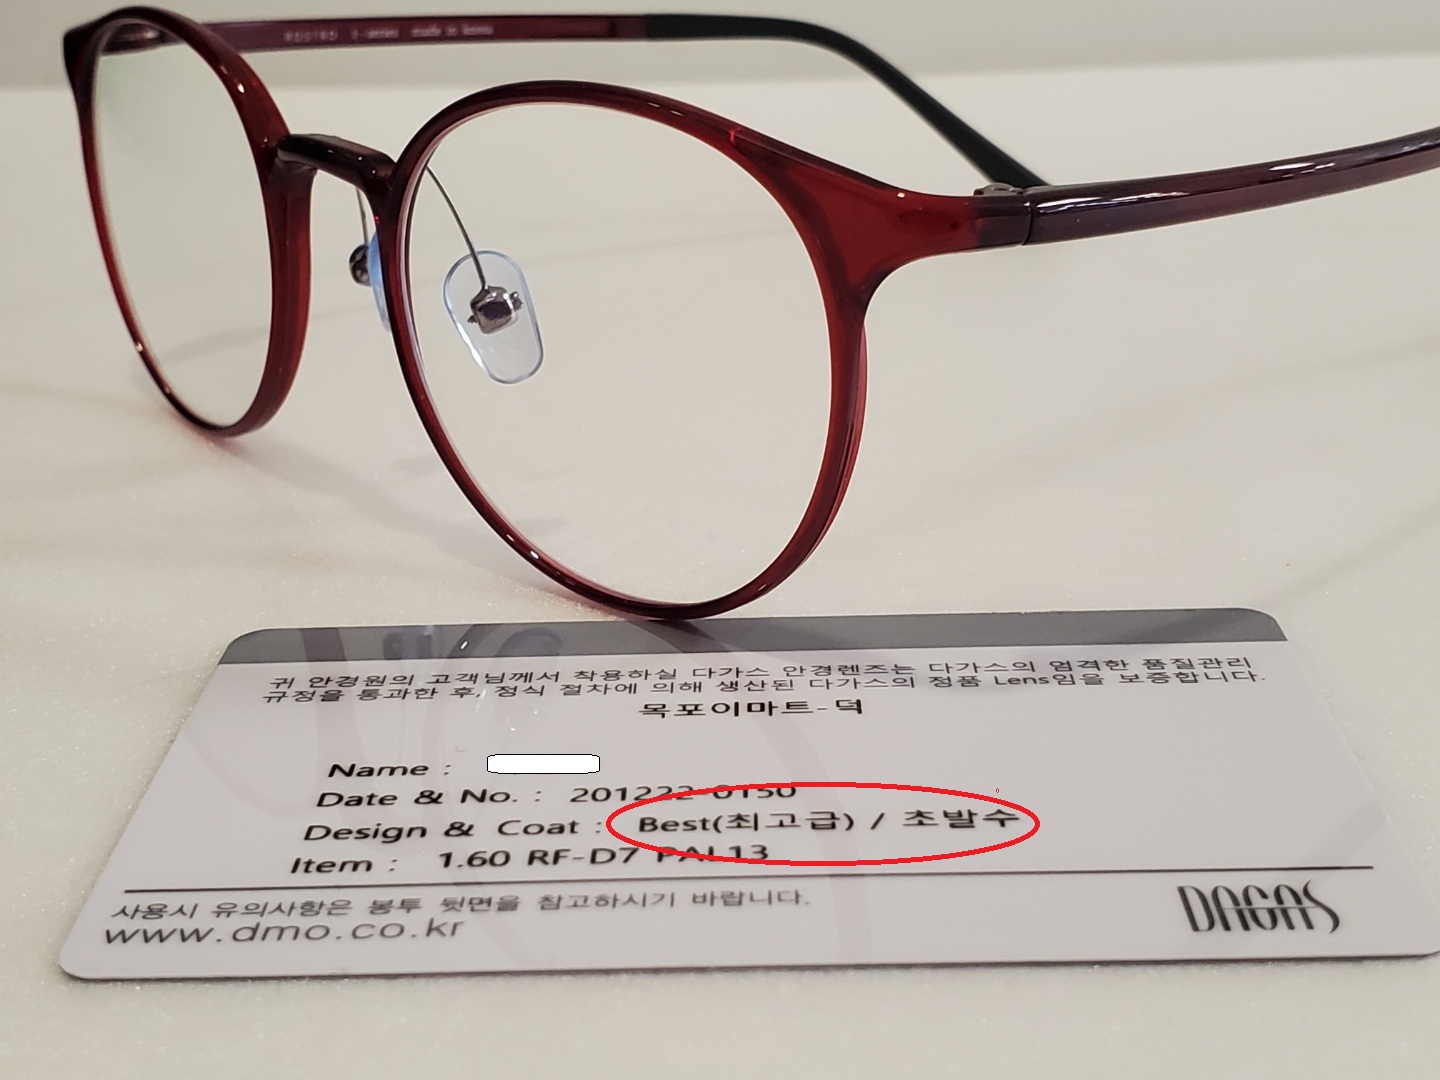 made in korea
귀 안경원의 고객님께서 착용하실 다가스 안경렌즈는 다가스의 엄격한 품질관리
규정을 통과한 후, 정식 절차에 의해 생산된 다가스의 정품 Lens임을 보증합니다.
목포이마트-덕
Name :
Date & No. : 201222-0150
Design & Coat : Best(최고급) / 초발수
Item : 1.60 RF-D7 PAL13
사용시 유의사항은 봉투 뒷면을 참고하시기 바랍니다.
www.dmo.co.kr
DAGAS